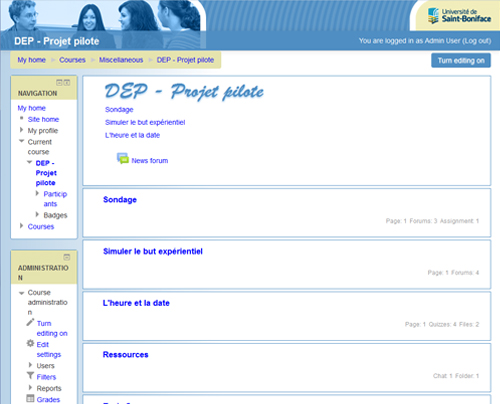 Université de
Saint-Boniface
DEP - Projet pilote
You are logged in as Admin User (Log out)
My home ► Courses ► Miscellaneous ► DEP - Projet pilote
Turn editing on
NAVIGATION
My home
Site home
My profile
Current
course
DEP -
Projet
pilote
Particip
ants
Badges
Courses
ADMINISTRATIO
N
Course
administratio
n
Turn
editing on
Edit
settings
Users
Filters
Reports
Grades
DEP - Projet pilote
Sondage
Simuler le but expérientiel
L'heure et la date
News forum
Sondage
Page: 1 Forums: 3 Assignment: 1
Simuler le but expérientiel
Page: 1 Forums: 4
L'heure et la date
Page: 1 Quizzes: 4 Files: 2
Ressources
Chat: 1 Folder: 1